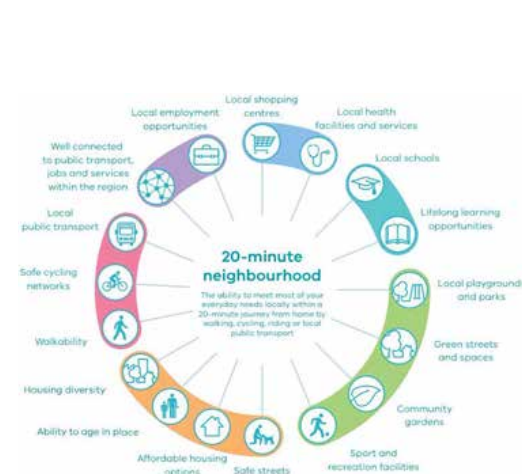 Local shopping
centres
Local health
facilities and services
Local schools
Lifelong learning
opportunities
Local playground
and parks
Green streets
and spaces
Community
gardens
Sport and
recreation facilities
Safe streets
Affordable housing
options
Ability to age in place
Housing diversity
Walkability
Safe cycling
networks
Local
public transport
Well connected
to public transport,
jobs and services
within the region
Local employment
opportunities
20-minute
neighbourhood
The ability to meet most of your
everyday needs locally within a
20-minute journey from home by
walking, cycling, riding or local
public transport